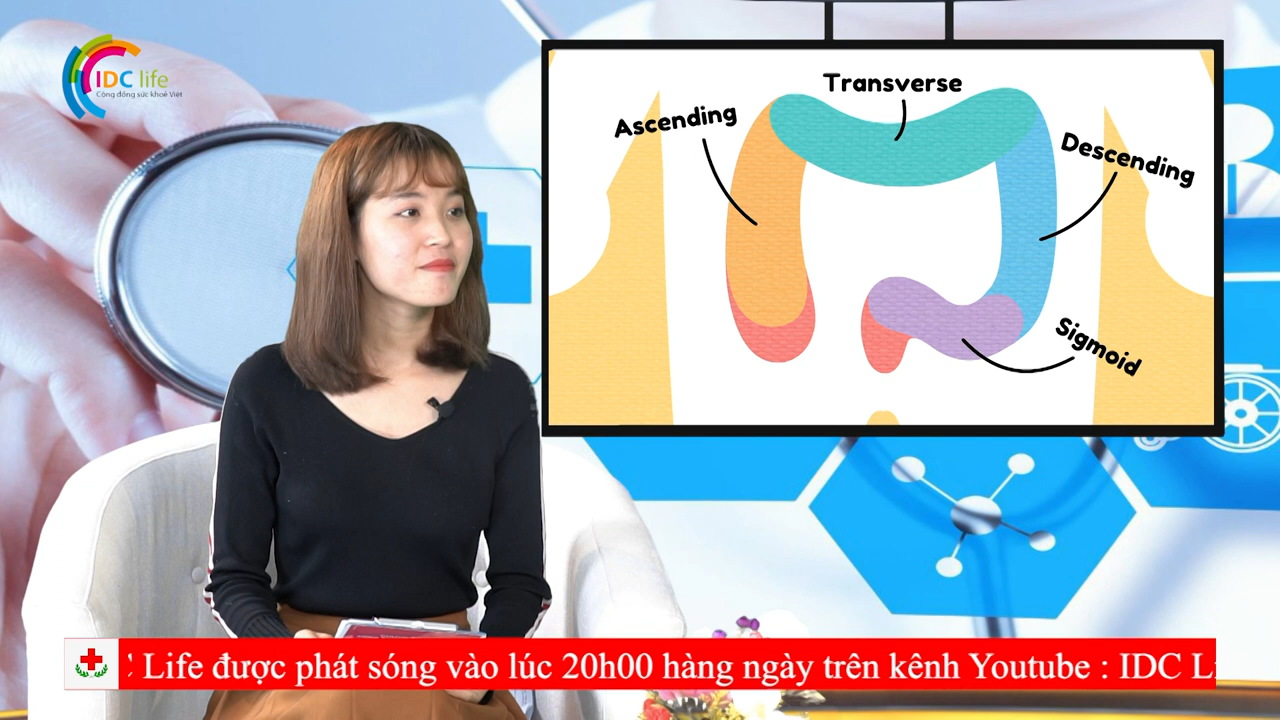 IDC life
Cộng đồng sức khoẻ Việt
Transverse
Ascending
Descending
Sigmoid
Life được phát sóng vào lúc 20h00 hàng ngày trên kênh Youtube : IDC